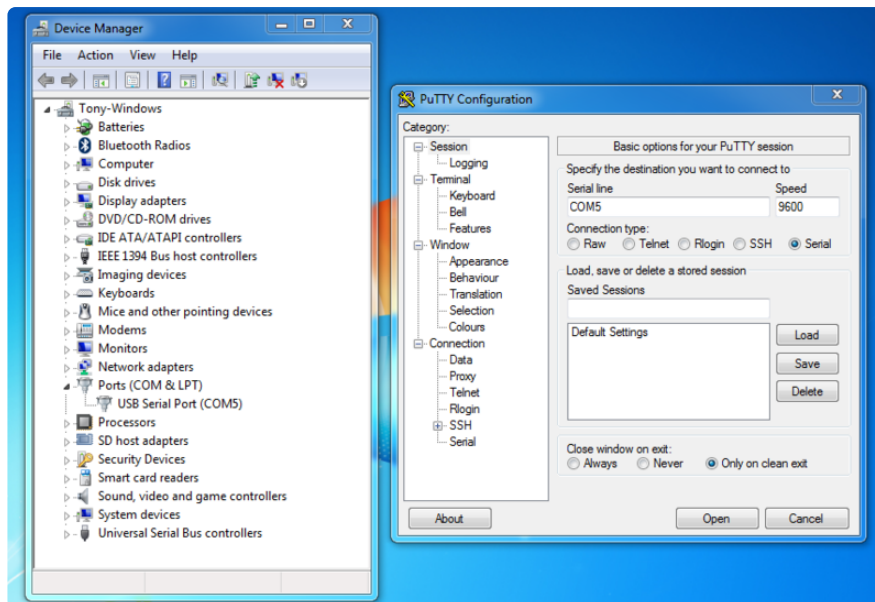 Device Manager
File Action View Help
Tony-Windows
Batteries
Bluetooth Radios
Computer
Disk drives
Display adapters
DVD/CD-ROM drives
IDE ATA/ATAPI controllers
IEEE 1394 Bus host controllers
Imaging devices
Keyboards
Mice and other pointing devices
Modems
Monitors
Network adapters
Ports (COM & LPT)
USB Serial Port (COM5)
Processors
SD host adapters
Security Devices
Smart card readers
Sound, video and game controllers
System devices
Universal Serial Bus controllers
PuTTY Configuration
Category:
Session
Logging
Terminal
Keyboard
Bell
Features
Window
Appearance
Behaviour
Translation
Selection
Colours
Connection
Data
Proxy
Telnet
Rlogin
SSH
Serial
Basic options for your PuTTY session
Specify the destination you want to connect to
Serial line Speed
COM5 9600
Connection type:
Raw Telnet Rlogin SSH Serial
Load, save or delete a stored session
Saved Sessions
Default Settings
Load
Save
Delete
Close window on exit:
Always Never Only on clean exit
About Open Cancel